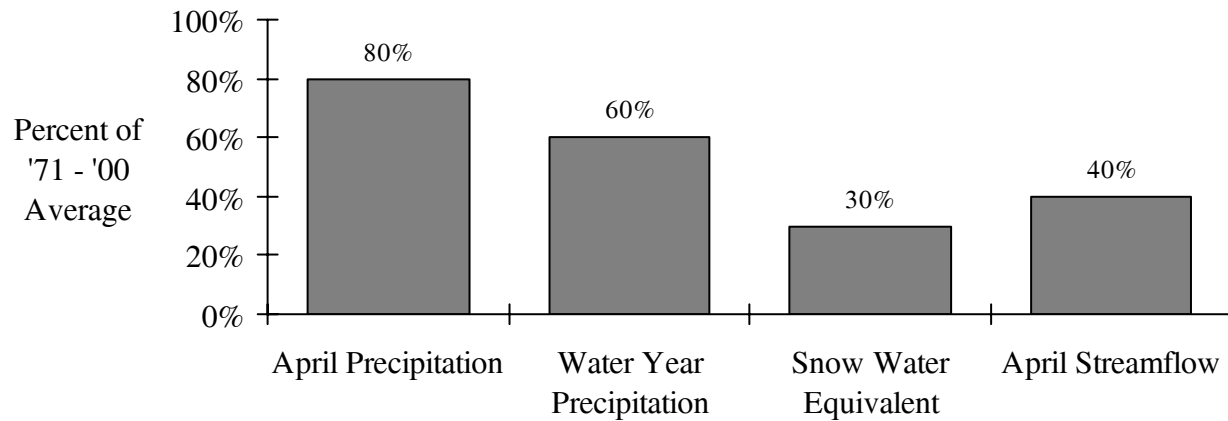 100%
80%
80%
60%
60%
40%
40%
30%
20%
0%
Percent of
'71 - '00
Average
April Precipitation
Water Year
Precipitation
Snow Water
Equivalent
April Streamflow